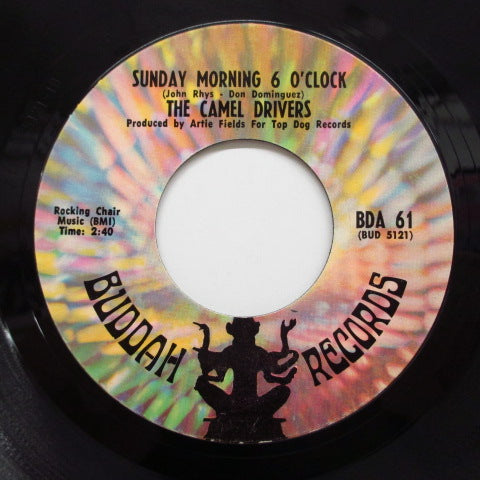 SUNDAY MORNING 6 O'CLOCK
(John Rhys - Don Dominguez)
THE CAMEL DRIVERS
Produced by Artie Fields For Top Dog Records
Rocking Chair
Music (BMI)
Time: 2:40
BDA 61
(BUD 5121)
BUDDAH RECORDS